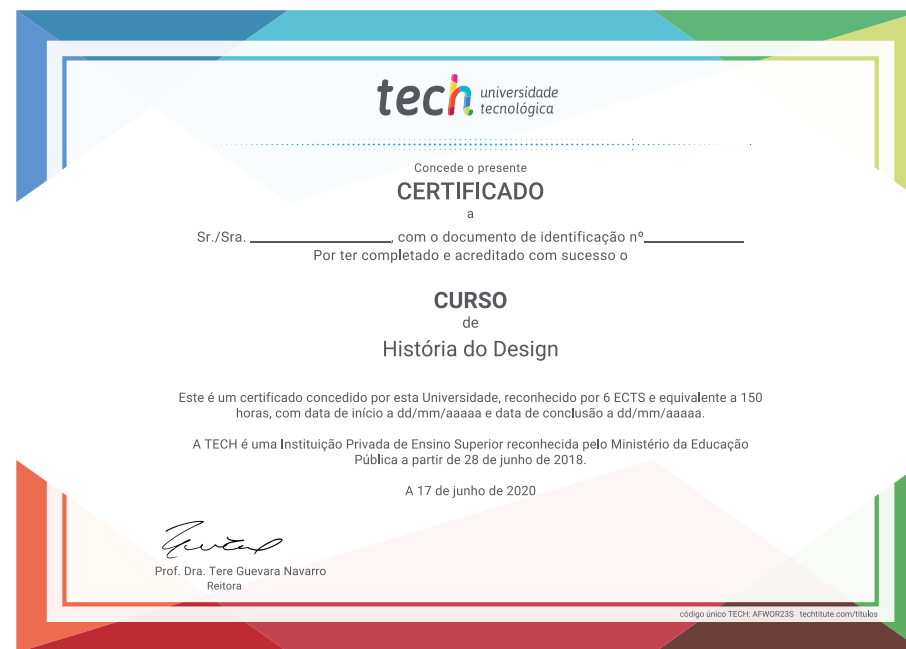 tech universidade
tecnológica
Concede o presente
CERTIFICADO
a
Sr./Sra. ____________, com o documento de identificação nº____________
Por ter completado e acreditado com sucesso o
CURSO
de
História do Design
Este é um certificado concedido por esta Universidade, reconhecido por 6 ECTS e equivalente a 150
horas, com data de início a dd/mm/aaaaa e data de conclusão a dd/mm/aaaaa.
A TECH é uma Instituição Privada de Ensino Superior reconhecida pelo Ministério da Educação
Pública a partir de 28 de junho de 2018.
A 17 de junho de 2020
Prof. Dra. Tere Guevara Navarro
Reitora
código único TECH: AFWOR23S techtitute.com/titulos